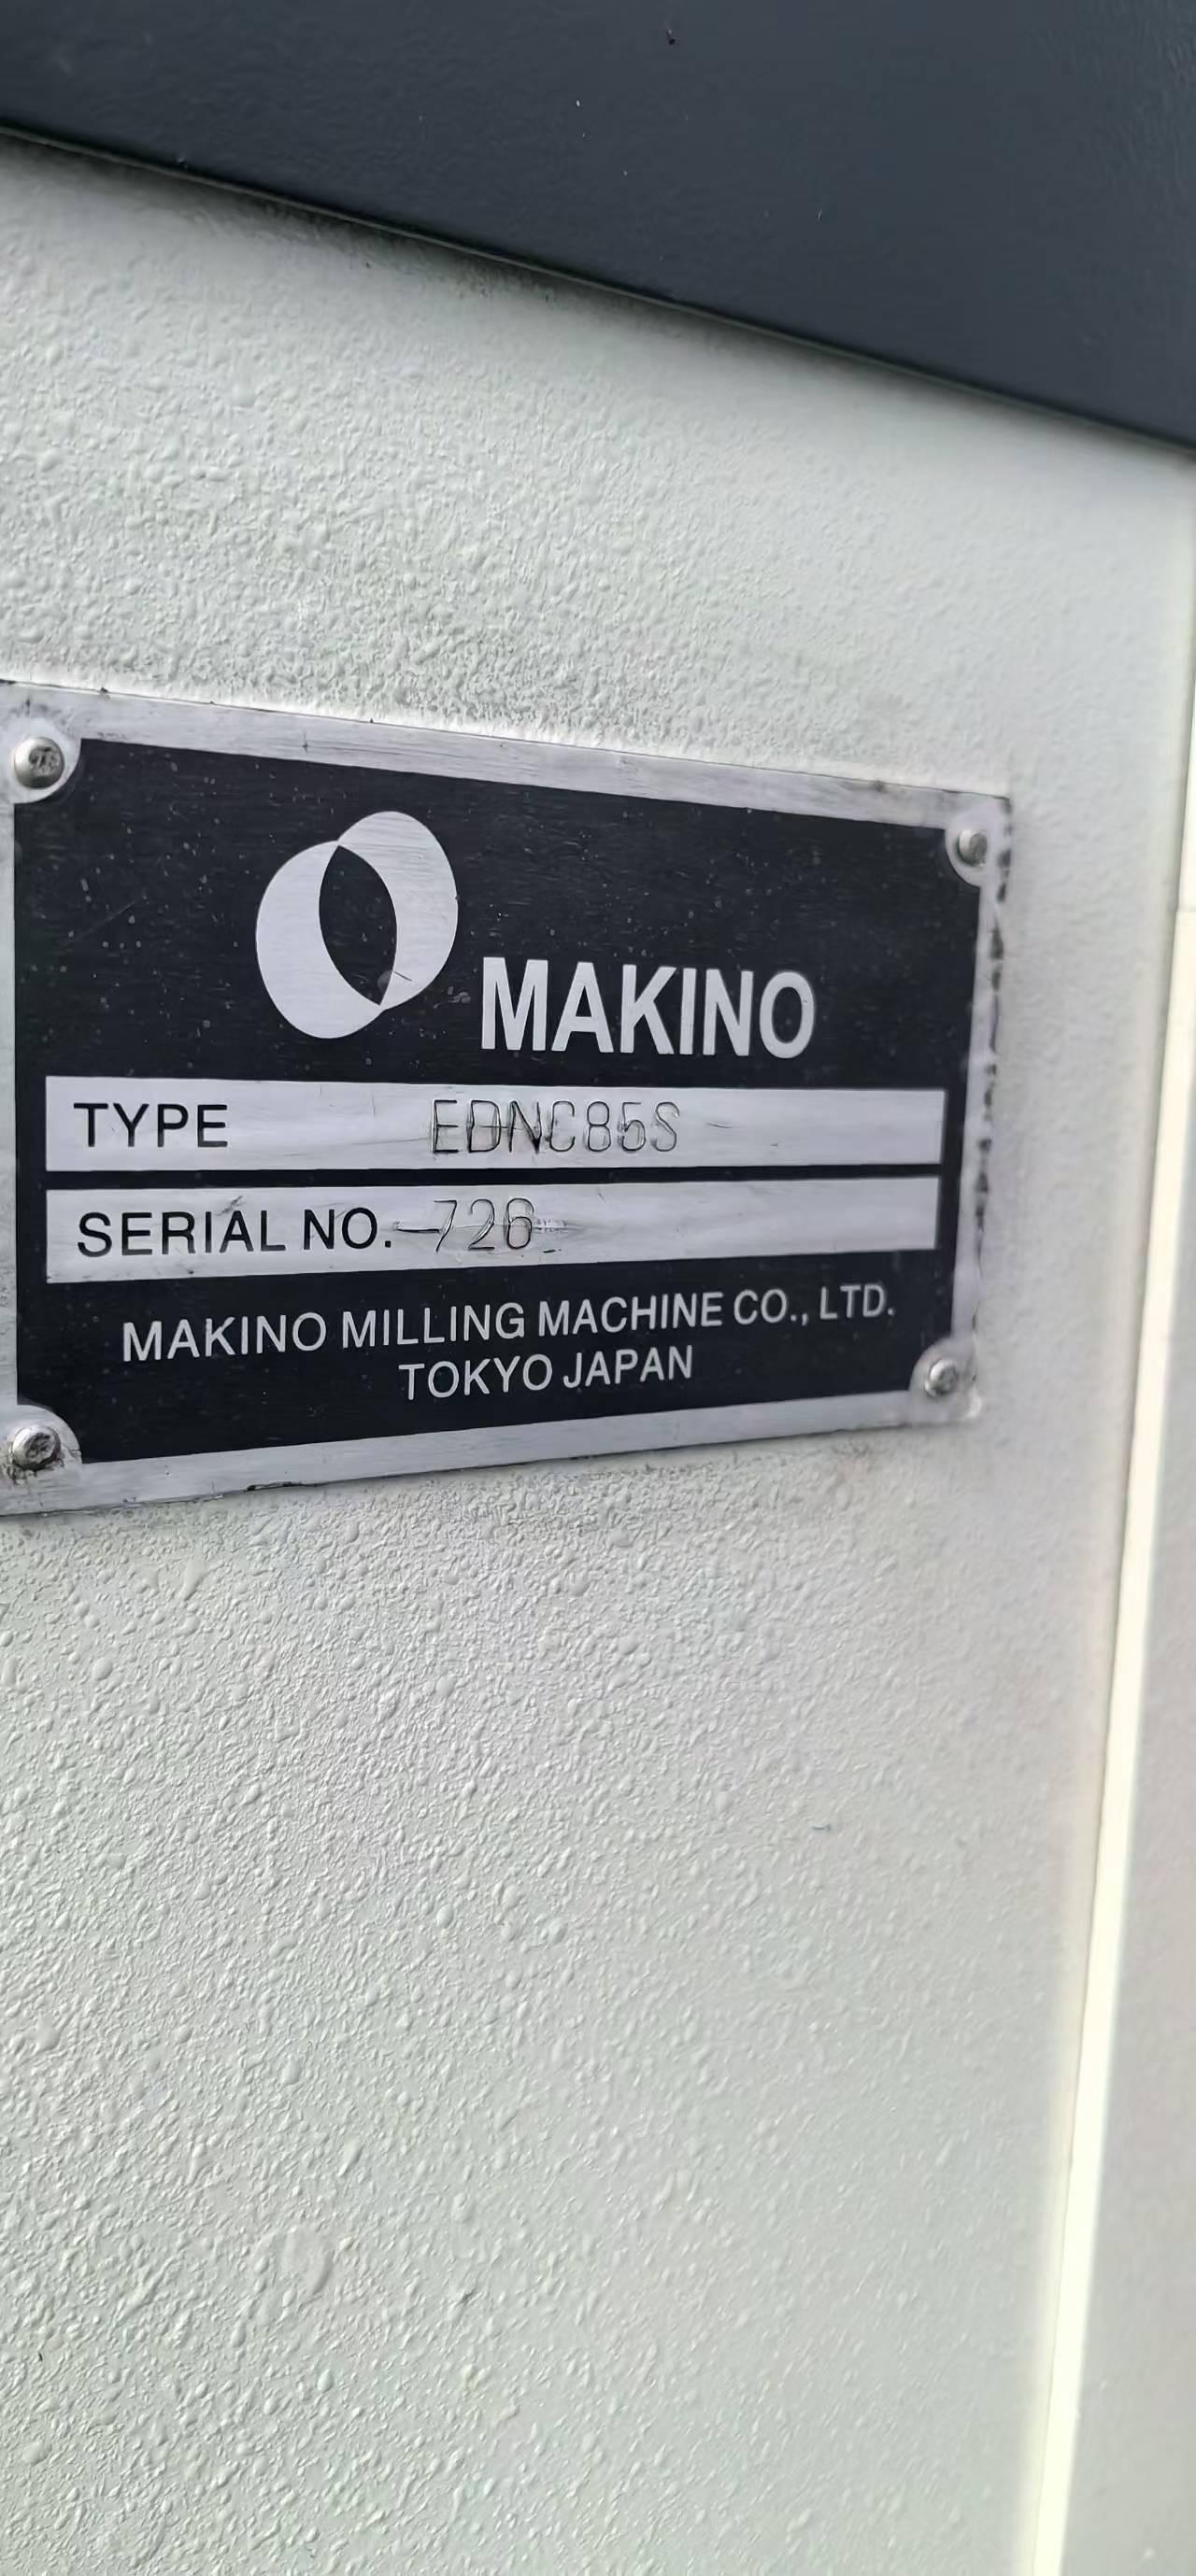 MAKINO
TYPE EDNC85S
SERIAL NO. 726
MAKINO MILLING MACHINE CO., LTD.
TOKYO JAPAN